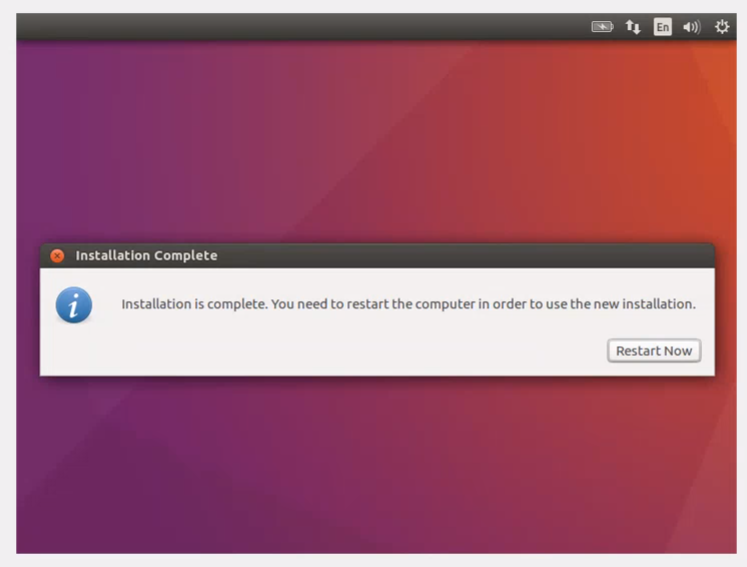 En
Installation Complete
Installation is complete. You need to restart the computer in order to use the new installation.
Restart Now